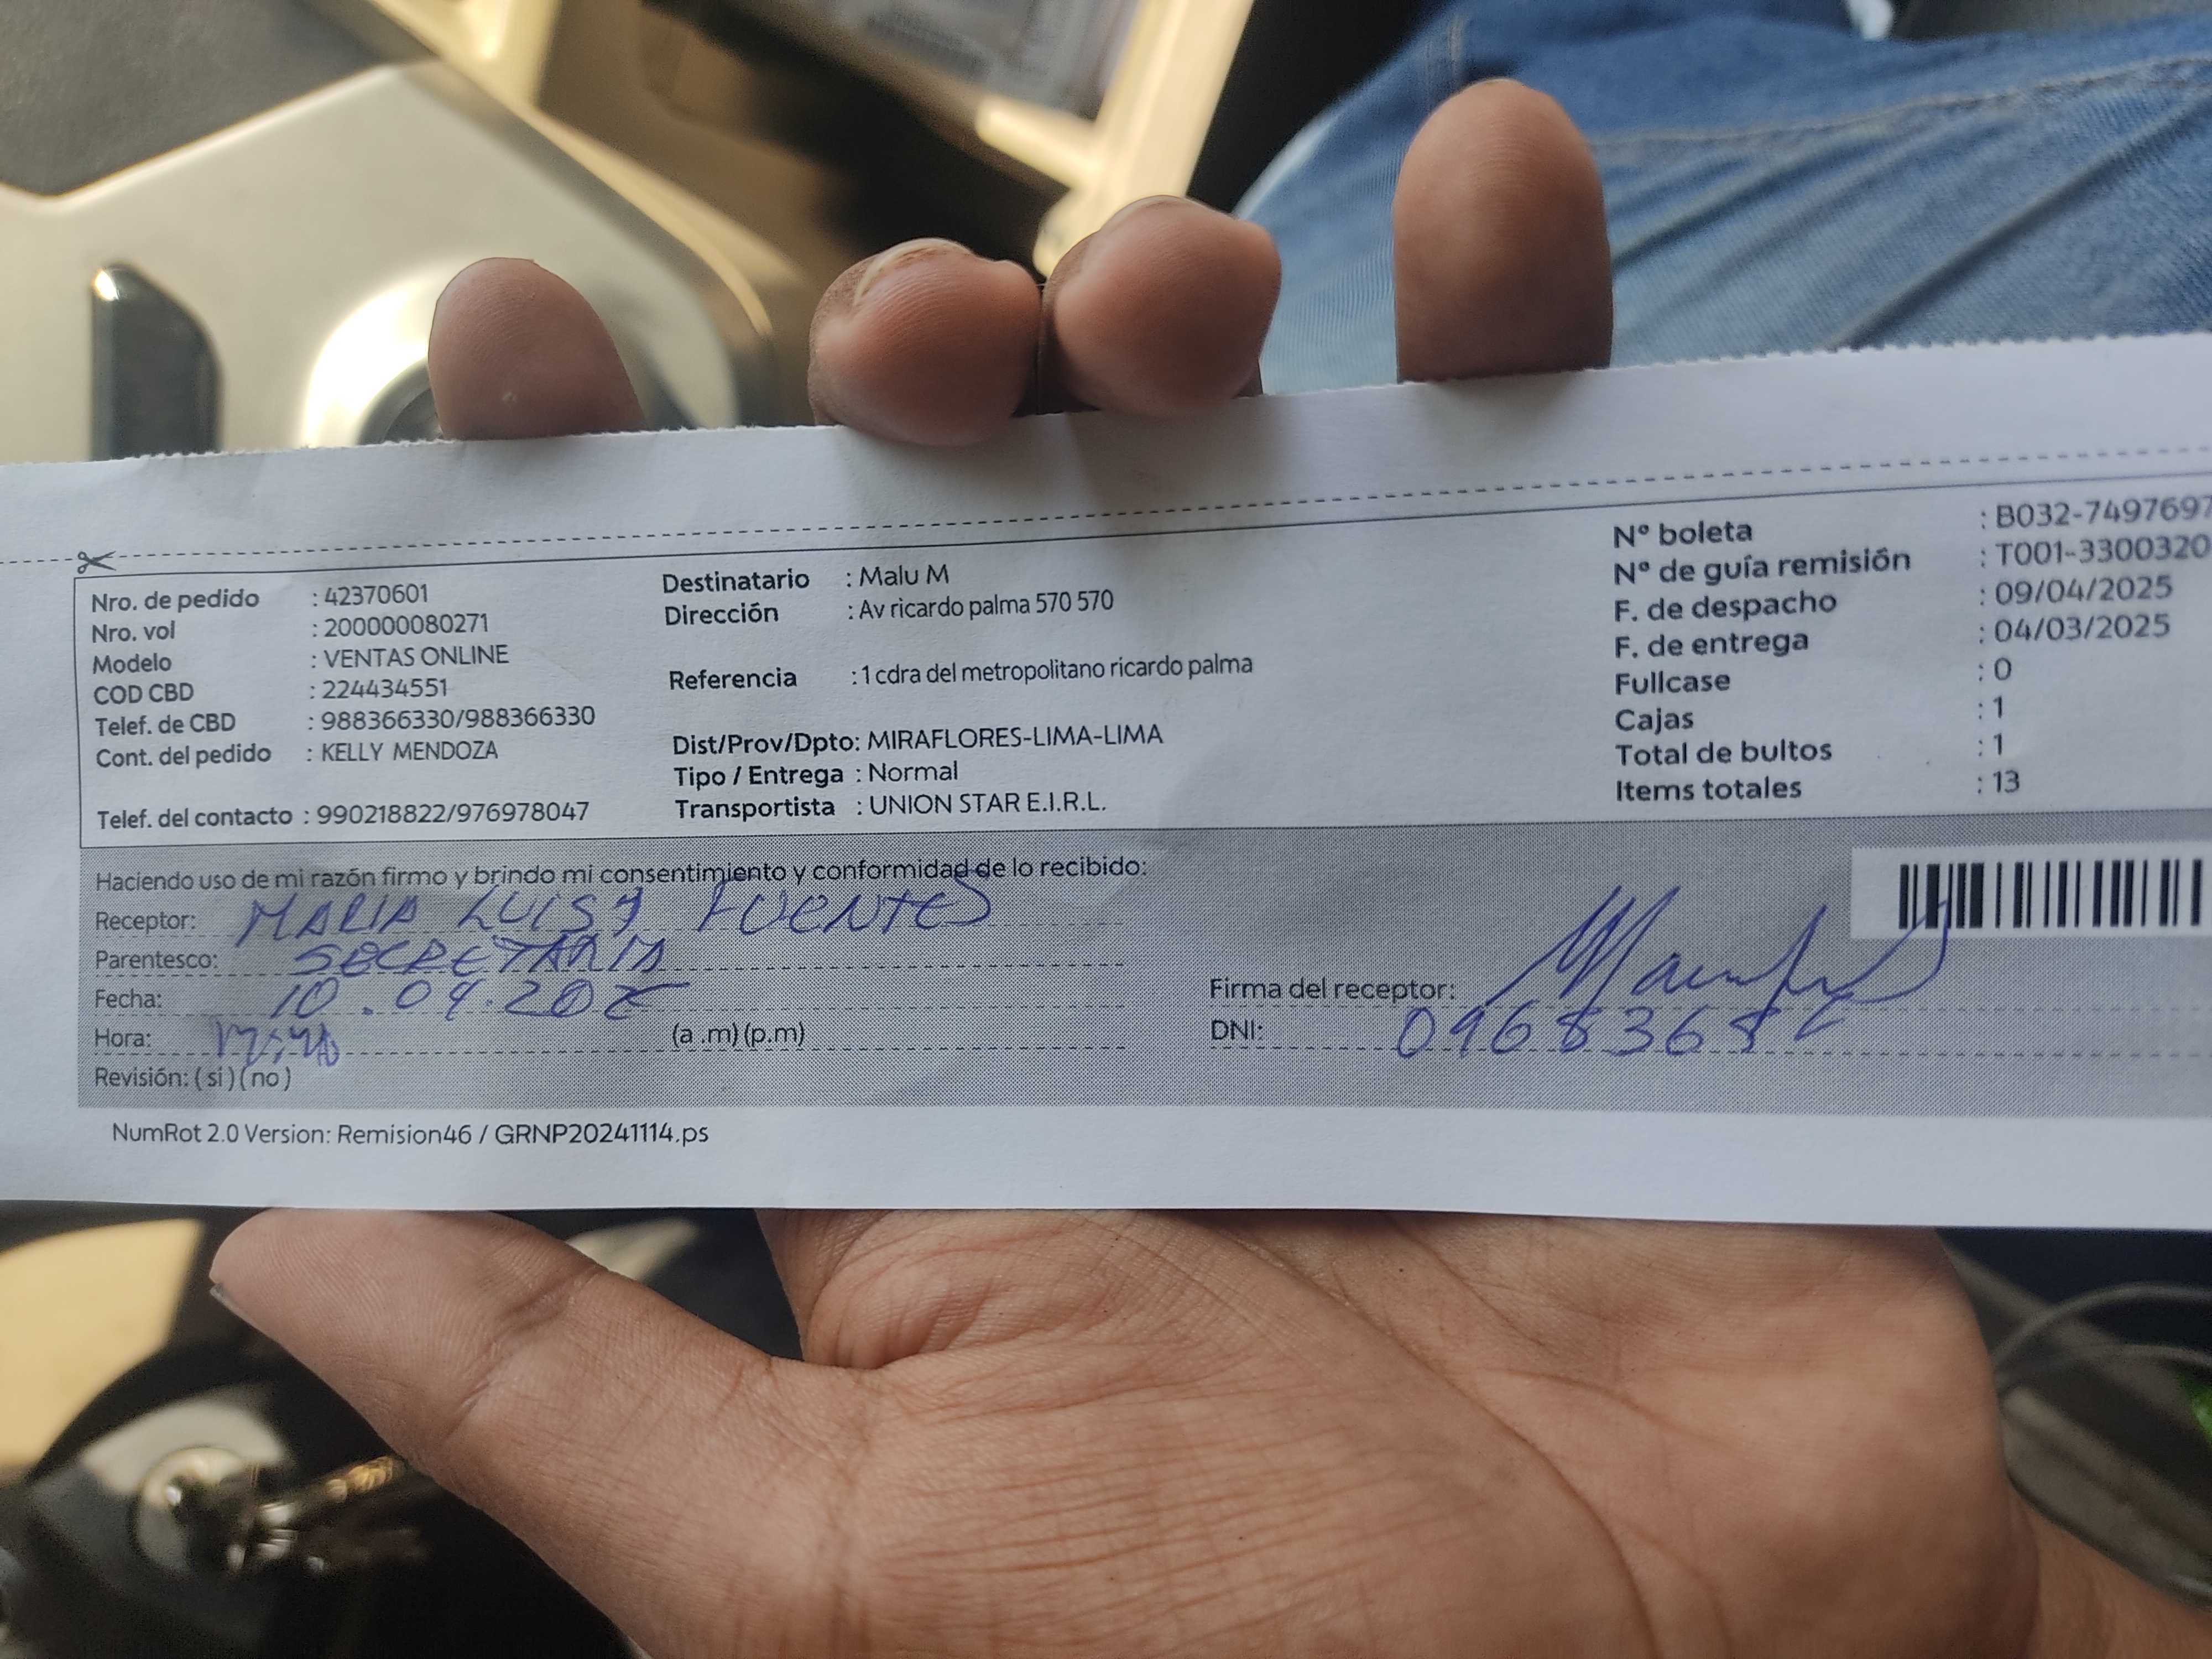 Nro. de pedido : 42370601
Nro. vol : 200000080271
Modelo : VENTAS ONLINE
COD CBD : 224434551
Telef. de CBD : 988366330/988366330
Cont. del pedido : KELLY MENDOZA
Telef. del contacto : 990218822/976978047
Destinatario : Malu M
Dirección : Av ricardo palma 570 570
Referencia : 1 cdra del metropolitano ricardo palma
Dist/Prov/Dpto: MIRAFLORES-LIMA-LIMA
Tipo / Entrega : Normal
Transportista : UNION STAR E.I.R.L.
Nº boleta : B032-7497697
Nº de guía remisión : T001-3300320
F. de despacho : 09/04/2025
F. de entrega : 04/03/2025
Fullcase : 0
Cajas : 1
Total de bultos : 1
Items totales : 13
Haciendo uso de mi razón firmo y brindo mi consentimiento y conformidad de lo recibido:
Receptor: MARIA LUISA FUENTES
Parentesco: SECRETARIA
Fecha:
Hora: (a .m) (p.m)
Revisión: ( si ) ( no )
Firma del receptor:
DNI:
NumRot 2.0 Version: Remision46 / GRNP20241114.ps